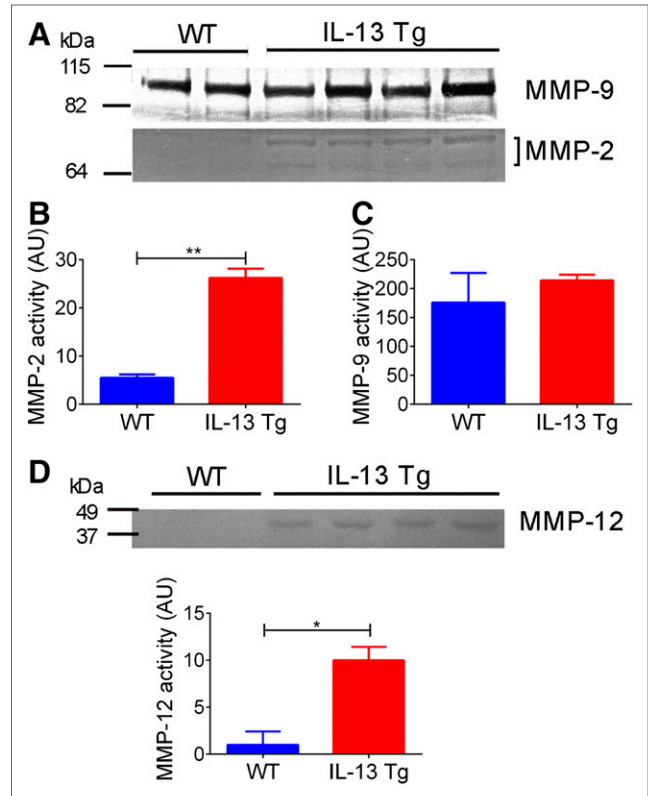 A
kDa
WT
IL-13 Tg
115
82
MMP-9
64
MMP-2
B
C
MMP-2 activity (AU)
30
20
10
0
**
WT
IL-13 Tg
MMP-9 activity (AU)
250
200
150
100
50
0
WT
IL-13 Tg
D
kDa
WT
IL-13 Tg
49
37
MMP-12
MMP-12 activity (AU)
15
10
5
0
*
WT
IL-13 Tg